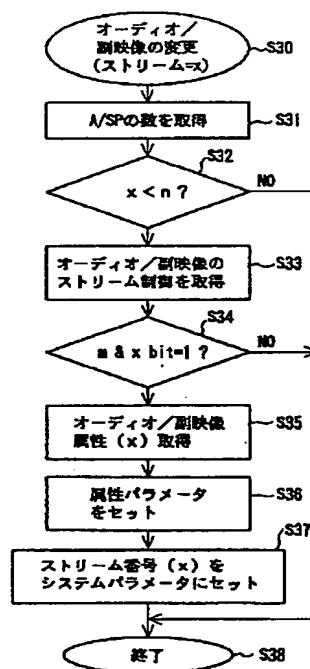 オーディオ/
副映像の変更
(ストリーム=x)
S30
A/SPの数を取得
S31
S32
x < n ?
NO
オーディオ/副映像の
ストリーム制御を取得
S33
S34
m & x bit=1 ?
NO
オーディオ/副映像
属性 (x) 取得
S35
属性パラメータ
をセット
S36
S37
ストリーム番号 (x) を
システムパラメータにセット
終了
S38